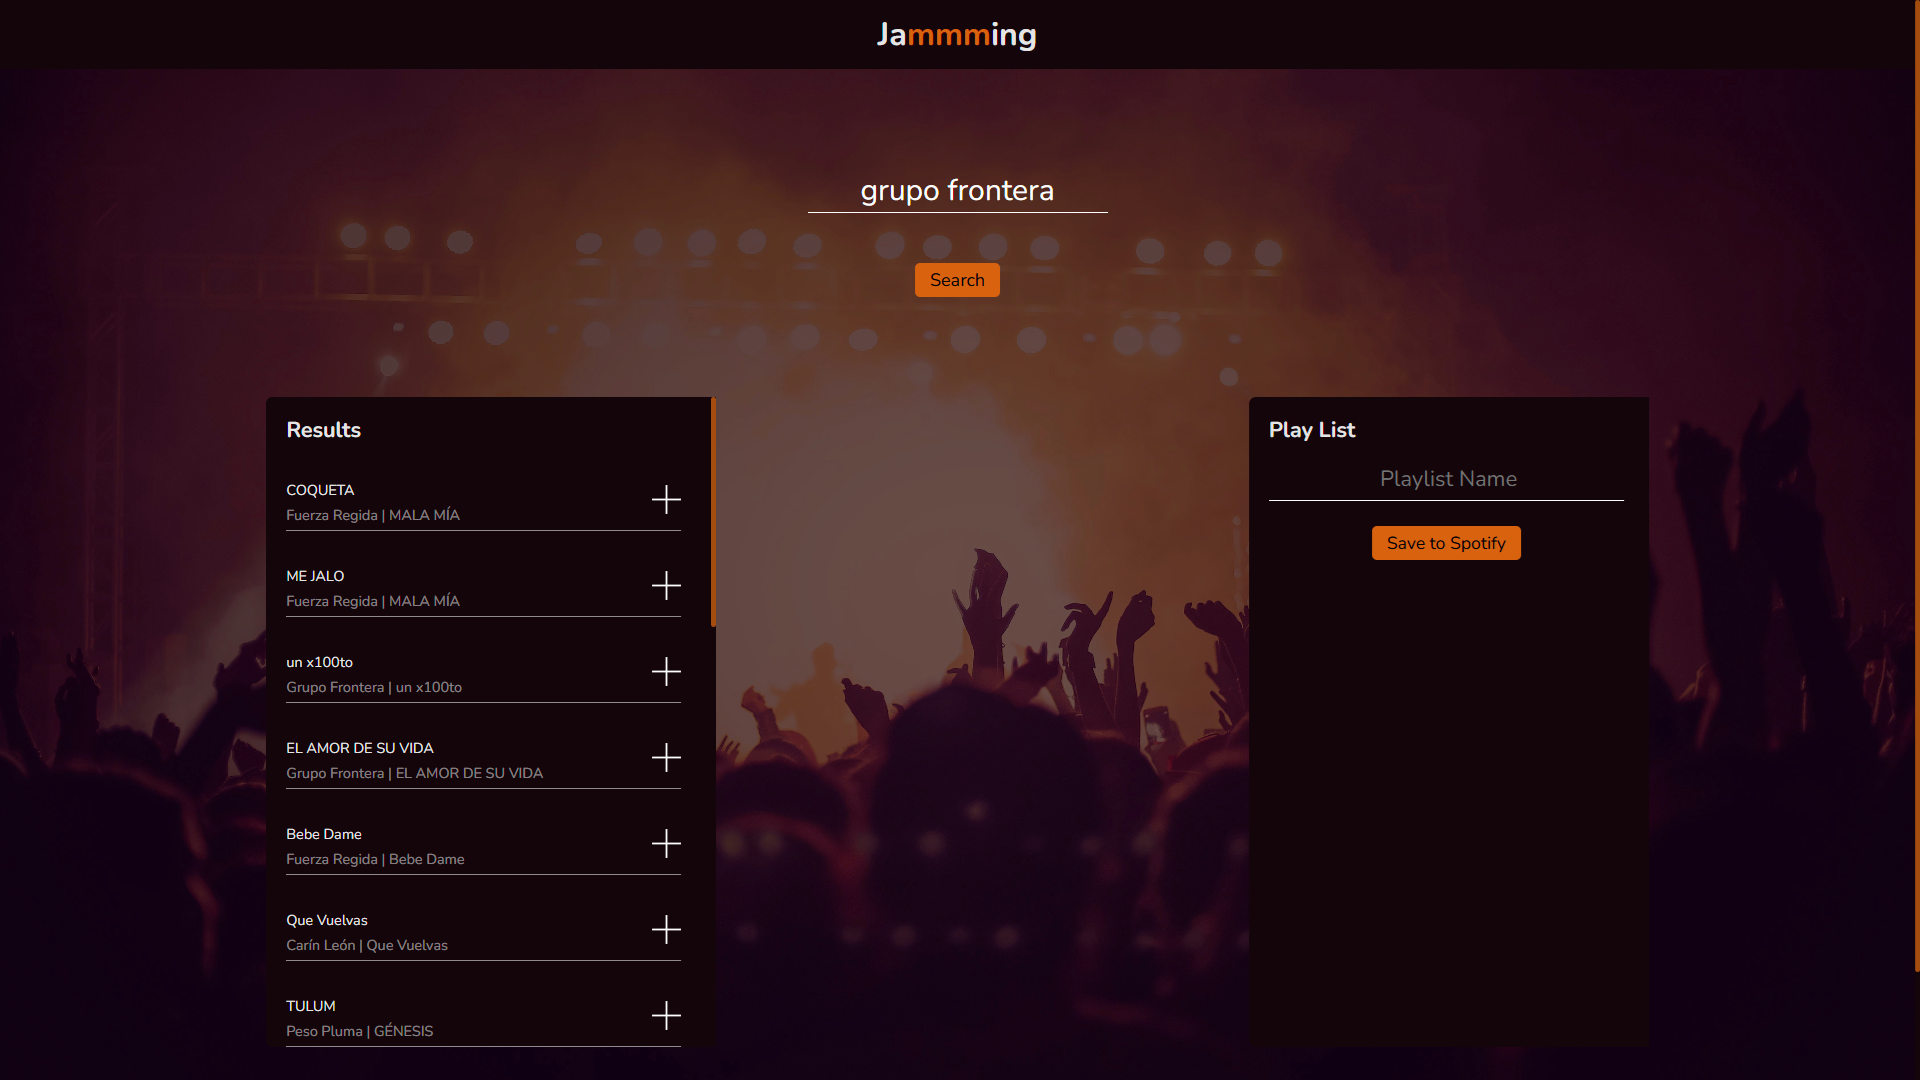 Jammming
grupo frontera
Search
Results
COQUETA
Fuerza Regida | MALA MÍA
ME JALO
Fuerza Regida | MALA MÍA
un x100to
Grupo Frontera | un x100to
EL AMOR DE SU VIDA
Grupo Frontera | EL AMOR DE SU VIDA
Bebe Dame
Fuerza Regida | Bebe Dame
Que Vuelvas
Carín León | Que Vuelvas
TULUM
Peso Pluma | GÉNESIS
Play List
Playlist Name
Save to Spotify